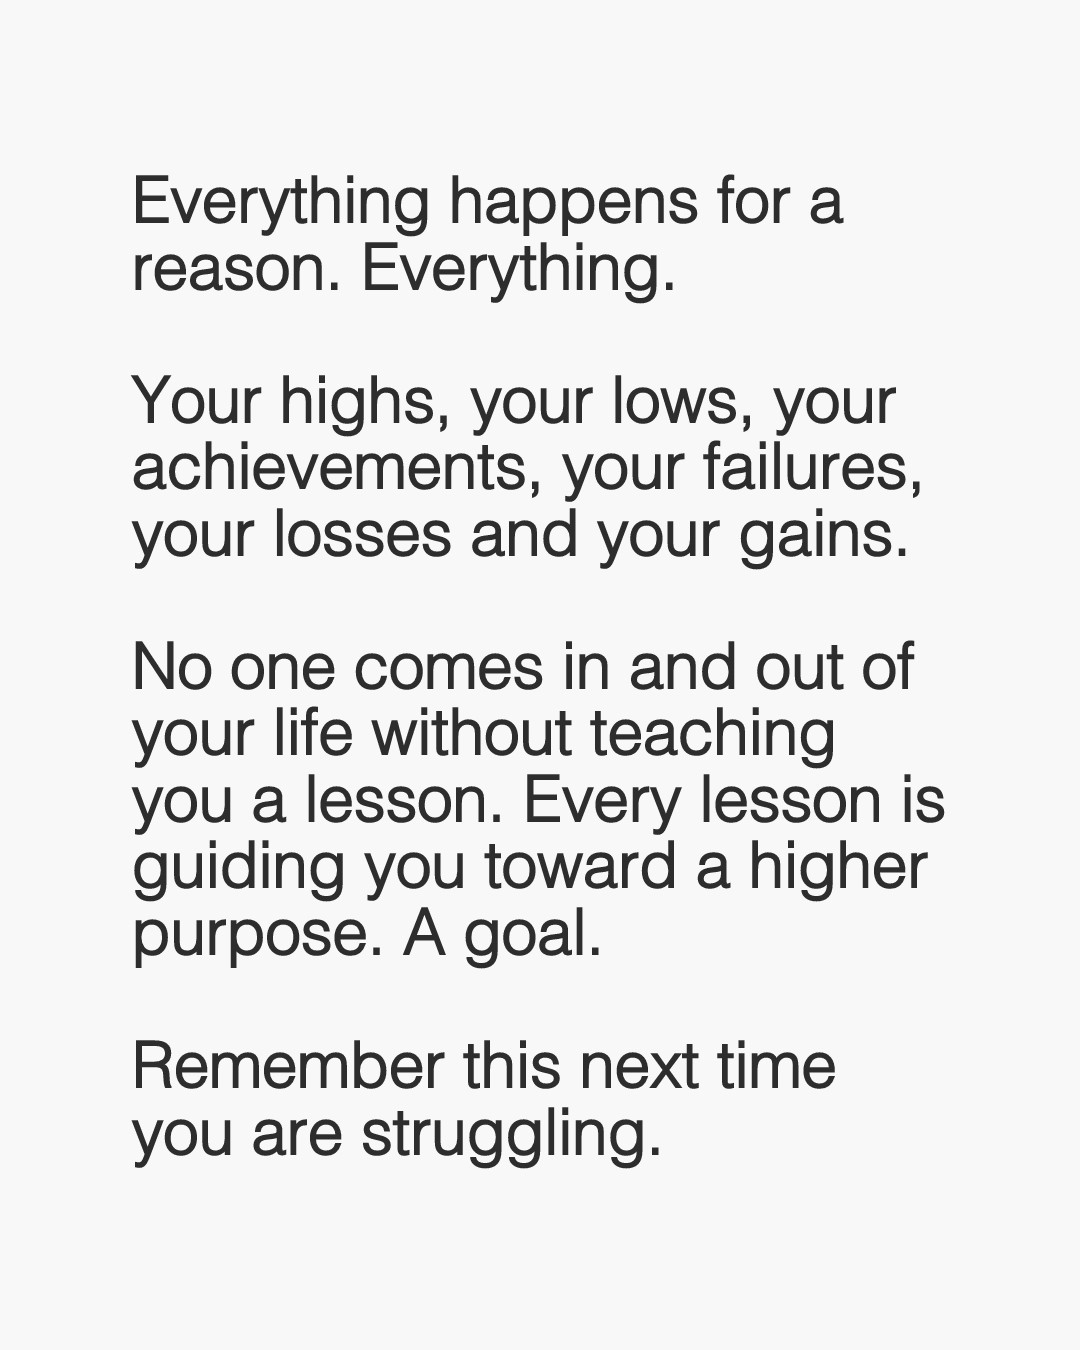 Everything happens for a
reason. Everything.
Your highs, your lows, your
achievements, your failures,
your losses and your gains.
No one comes in and out of
your life without teaching
you a lesson. Every lesson is
guiding you toward a higher
purpose. A goal.
Remember this next time
you are struggling.